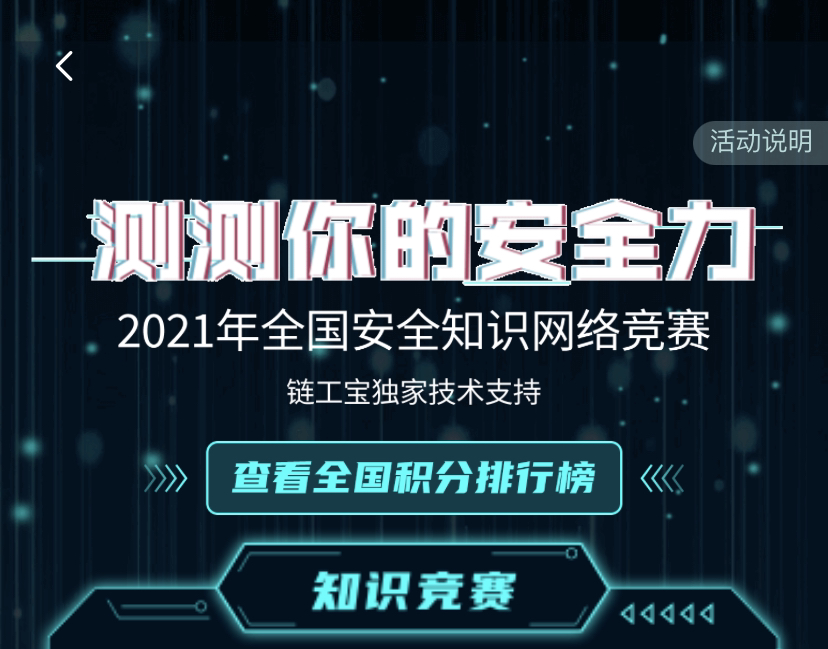 活动说明
测测你的安全力
2021年全国安全知识网络竞赛
链工宝独家技术支持
查看全国积分排行榜
知识竞赛